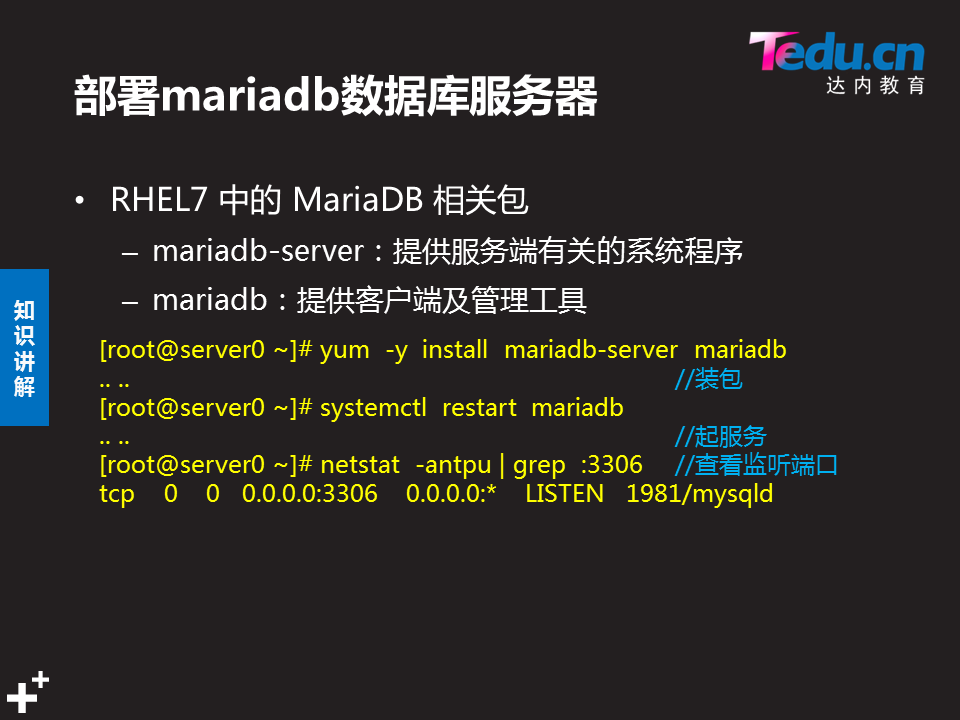 Tedu.cn
达内教育
部署mariadb数据库服务器
• RHEL7 中的 MariaDB 相关包
– mariadb-server：提供服务端有关的系统程序
– mariadb：提供客户端及管理工具
知识讲解
[root@server0 ~]# yum -y install mariadb-server mariadb
.. .. //装包
[root@server0 ~]# systemctl restart mariadb
.. .. //起服务
[root@server0 ~]# netstat -antpu | grep :3306 //查看监听端口
tcp 0 0 0.0.0.0:3306 0.0.0.0:* LISTEN 1981/mysqld